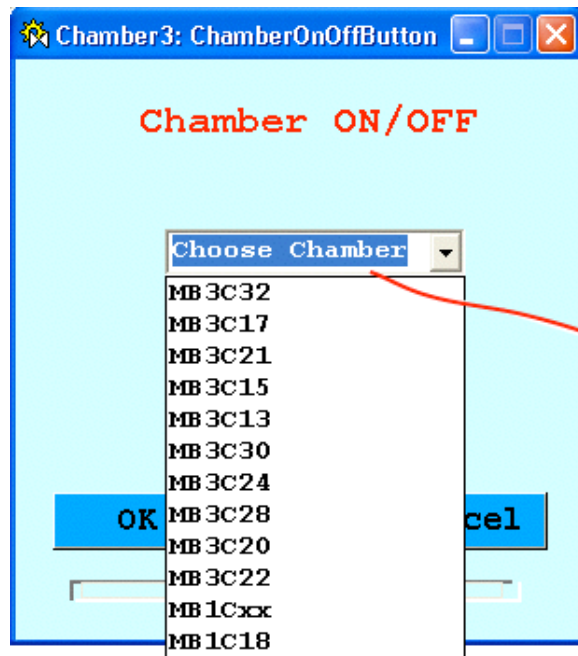 Chamber3: ChamberOnOffButton
Chamber ON/OFF
Choose Chamber
MB3C32
MB3C17
MB3C21
MB3C15
MB3C13
MB3C30
MB3C24
OK
MB3C28
cel
MB3C20
MB3C22
MB1Cxx
MB1C18